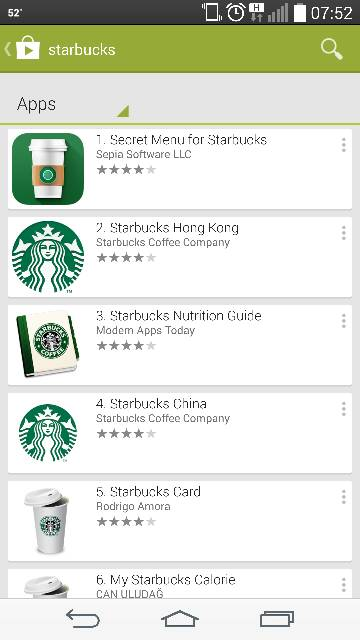 52°
H
07:52
starbucks
Apps
1. Secret Menu for Starbucks
Sepia Software LLC
2. Starbucks Hong Kong
Starbucks Coffee Company
3. Starbucks Nutrition Guide
Modern Apps Today
STARBUCKS
COFFEE
4. Starbucks China
Starbucks Coffee Company
5. Starbucks Card
Rodrigo Amora
6. My Starbucks Calorie
CAN ULUDAĞ